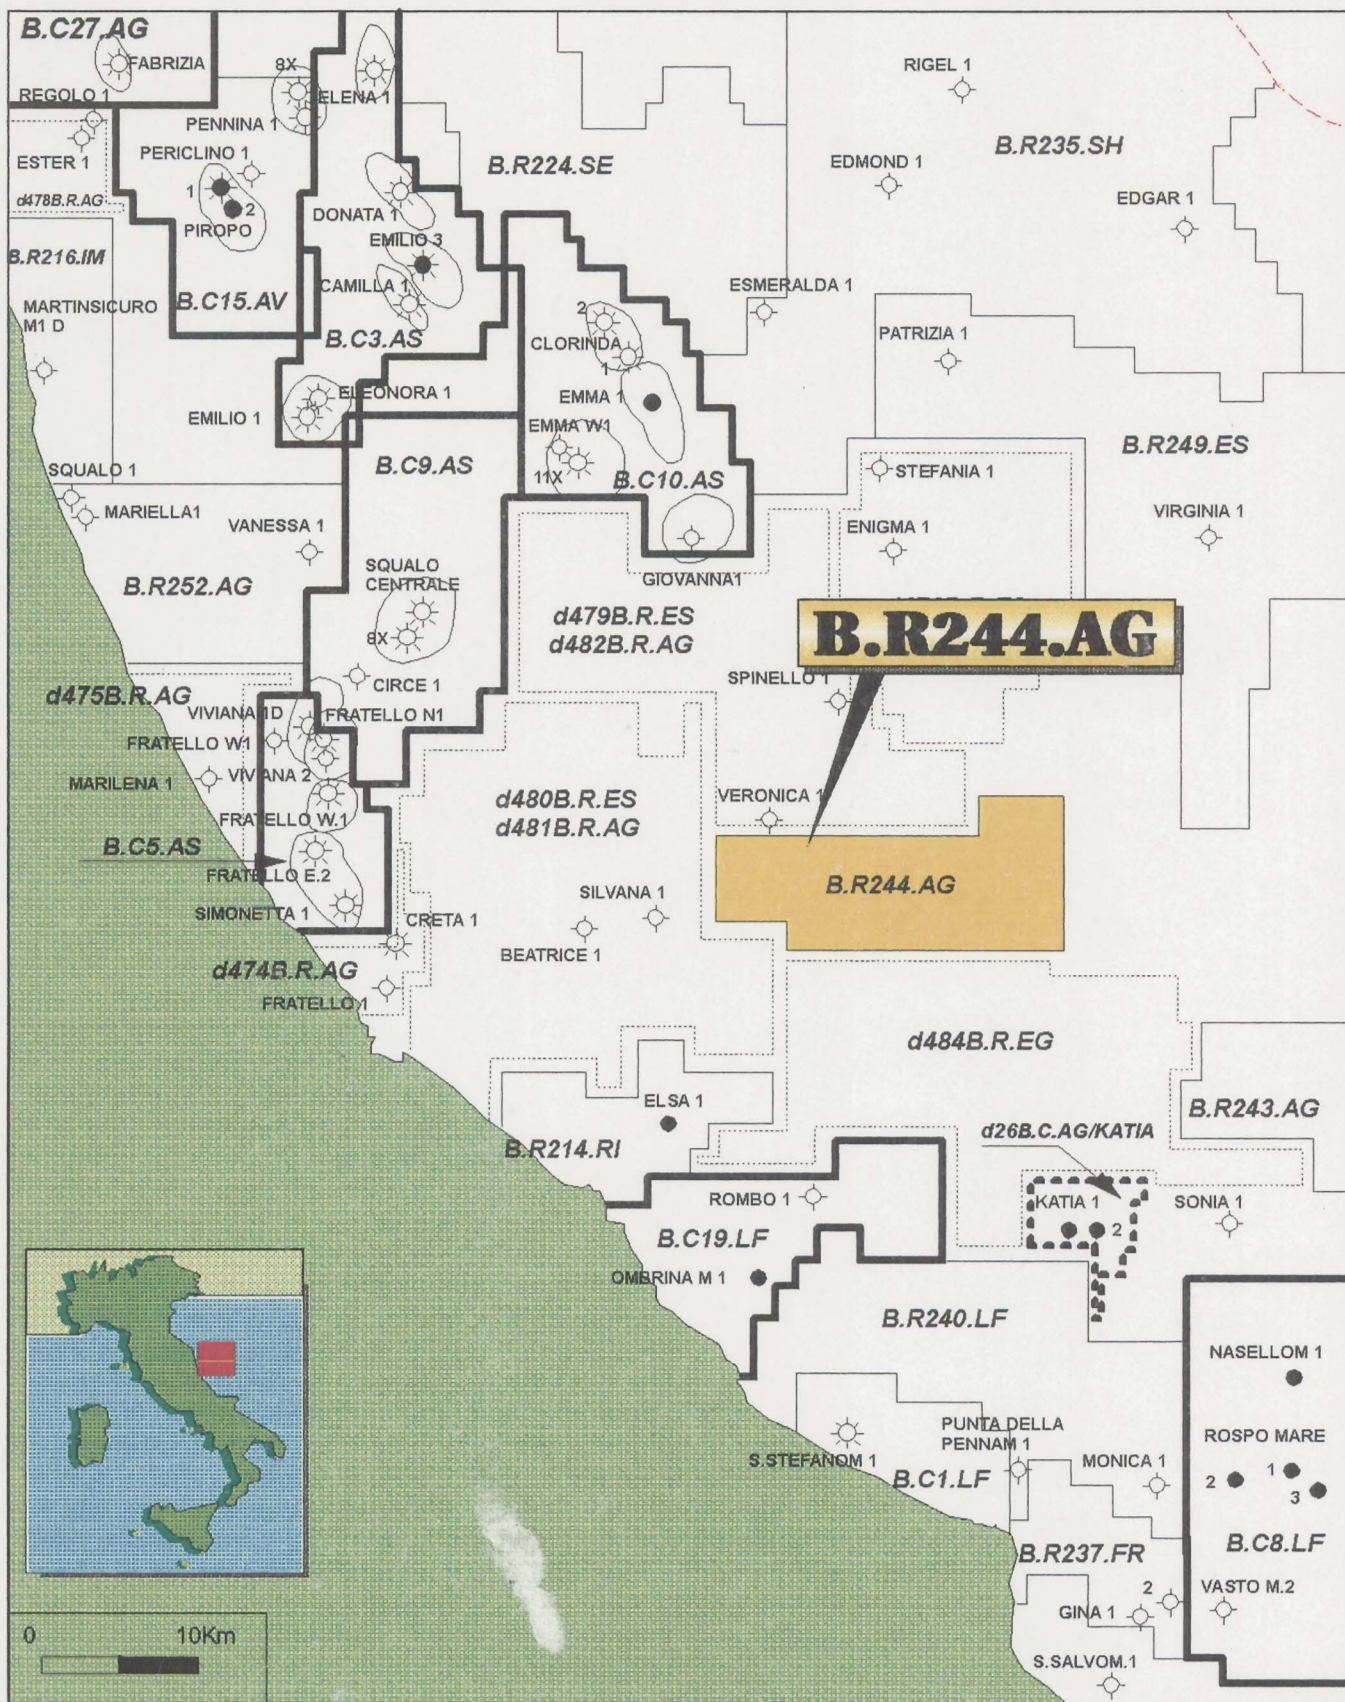 B.C27.AG
FABRIZIA
8X
ELENA 1
RIGEL 1
REGOLO 1
PENNINA 1
ESTER 1
PERICLINO 1
B.R224.SE
B.R235.SH
EDMOND 1
d478B.R.AG
1
2
PIROPO
DONATA 1
EDGAR 1
EMILIO 3
B.R216.IM
CAMILLA 1
ESMERALDA 1
B.C15.AV
MARTINSICURO
M1 D
B.C3.AS
2
CLORINDA
1
PATRIZIA 1
ELEONORA 1
EMMA 1
EMILIO 1
EMMA W1
B.R249.ES
B.C9.AS
SQUALO 1
11X
B.C10.AS
STEFANIA 1
MARIELLA1
VANESSA 1
ENIGMA 1
VIRGINIA 1
SQUALO
CENTRALE
GIOVANNA1
B.R252.AG
8X
d479B.R.ES
d482B.R.AG
B.R244.AG
CIRCE 1
SPINELLO 1
d475B.R.AG
VIVIANA 1D
FRATELLO N1
FRATELLO W1
MARILENA 1
VIVIANA 2
d480B.R.ES
d481B.R.AG
VERONICA 1
FRATELLO W.1
B.C5.AS
FRATELLO E.2
B.R244.AG
SILVANA 1
SIMONETTA 1
CRETA 1
BEATRICE 1
d474B.R.AG
FRATELLO 1
d484B.R.EG
ELSA 1
B.R243.AG
d26B.C.AG/KATIA
B.R214.RI
ROMBO 1
KATIA 1
2
SONIA 1
B.C19.LF
OMBRINA M 1
B.R240.LF
NASELLOM 1
PUNTA DELLA
PENNAM 1
ROSPO MARE
S.STEFANOM 1
MONICA 1
1
2
3
B.C1.LF
B.C8.LF
B.R237.FR
2
VASTO M.2
GINA 1
0
10Km
S.SALVOM.1